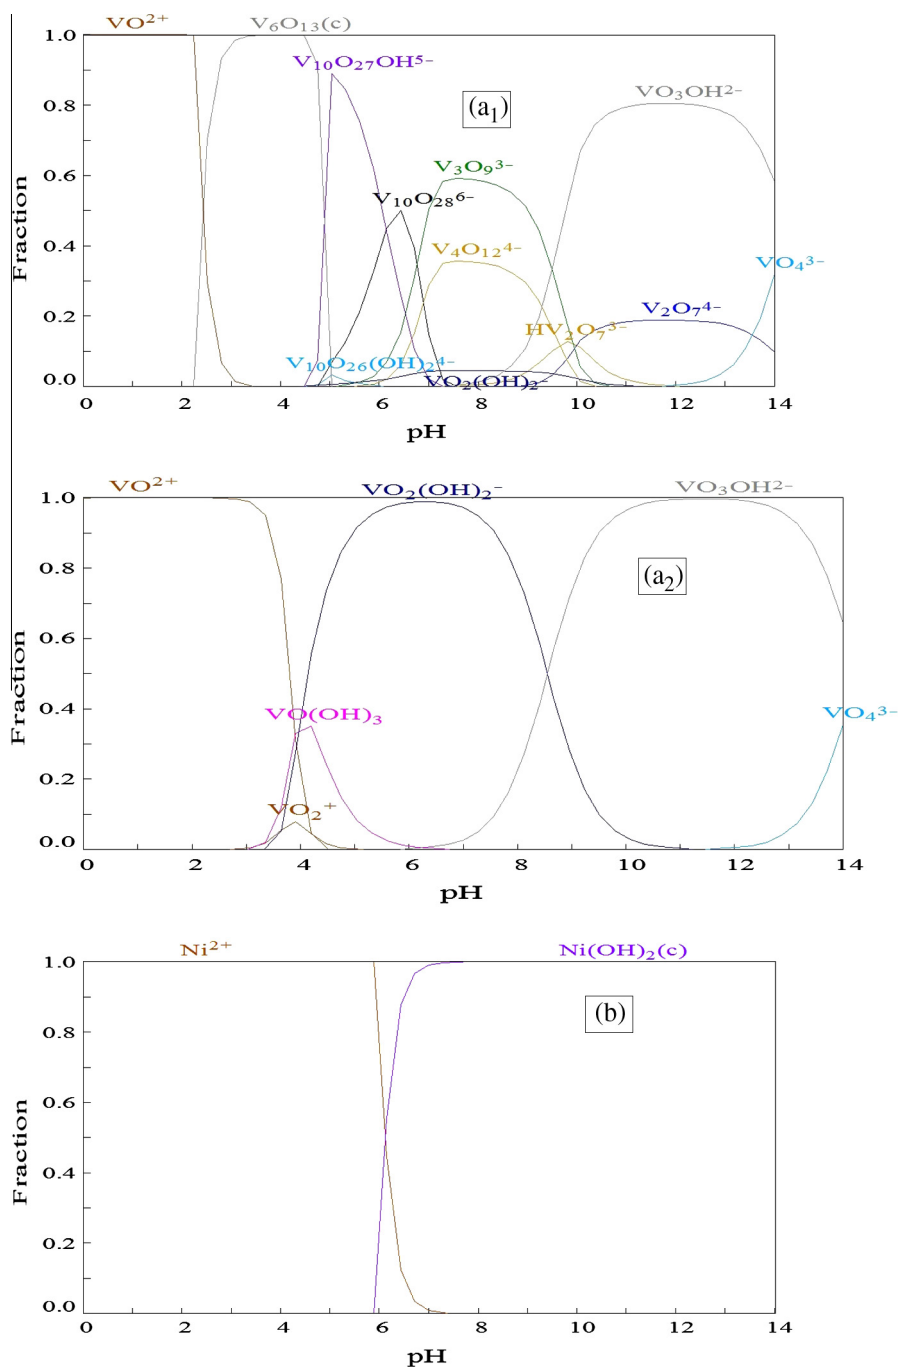 VO²⁺ V₆O₁₃(c)
1.0
V₁₀O₂₇OH⁵⁻
(a₁)
VO₃OH²⁻
0.8
V₃O₉³⁻
0.6
V₁₀O₂₈⁶⁻
Fraction
0.4
V₄O₁₂⁴⁻
VO₄³⁻
V₂O₇⁴⁻
0.2
HV₂O₇³⁻
V₁₀O₂₆(OH)₂⁴⁻
0.0
VO₂(OH)₂⁻
0 2 4 6 8 10 12 14
pH
VO²⁺ VO₂(OH)₂⁻ VO₃OH²⁻
1.0
(a₂)
0.8
0.6
Fraction
0.4
VO(OH)₃
VO₄³⁻
0.2
VO₂⁺
0.0
0 2 4 6 8 10 12 14
pH
Ni²⁺ Ni(OH)₂(c)
1.0
(b)
0.8
0.6
Fraction
0.4
0.2
0.0
0 2 4 6 8 10 12 14
pH